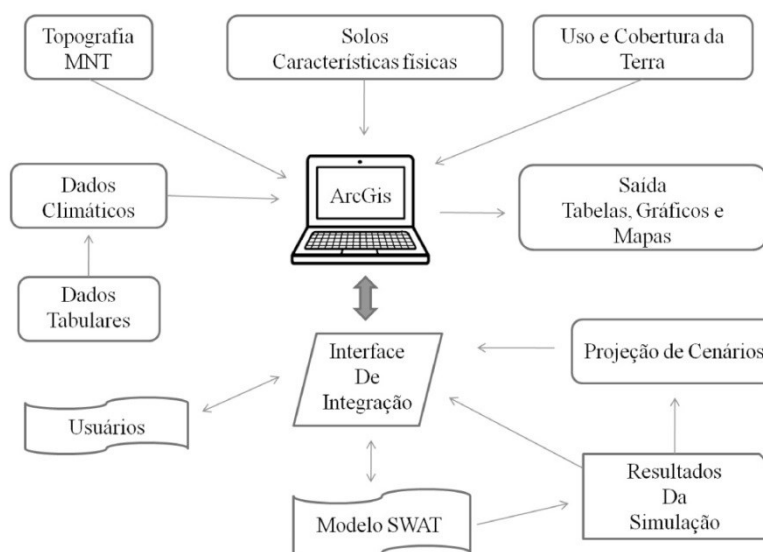 Topografia
MNT
Solos
Características físicas
Uso e Cobertura da
Terra
Dados
Climáticos
ArcGis
Saída
Tabelas, Gráficos e
Mapas
Dados
Tabulares
Interface
De
Integração
Projeção de Cenários
Usuários
Modelo SWAT
Resultados
Da
Simulação